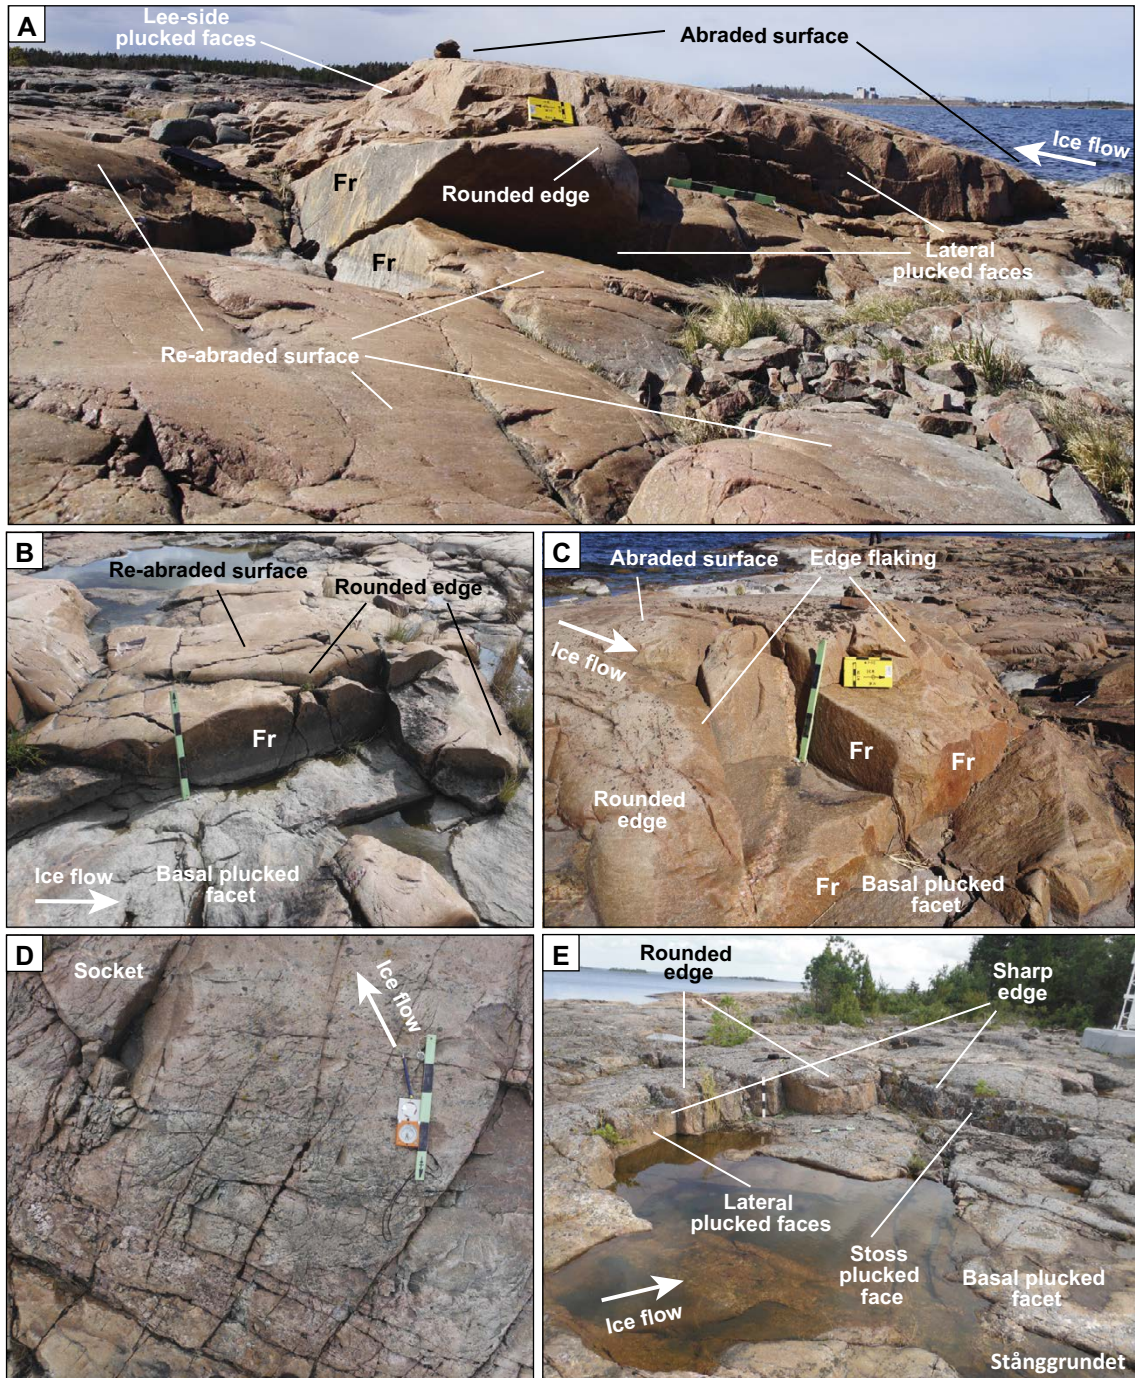 A
Lee-side
plucked faces
Abraded surface
Ice flow
Fr
Rounded edge
Fr
Lateral
plucked faces
Re-abraded surface
B
Re-abraded surface
Rounded edge
Fr
Ice flow
Basal plucked
facet
C
Abraded surface
Edge flaking
Ice flow
Fr
Fr
Rounded
edge
Fr
Basal plucked
facet
D
Socket
Ice flow
E
Rounded
edge
Sharp
edge
Lateral
plucked faces
Stoss
plucked
face
Basal plucked
facet
Ice flow
Stånggrundet